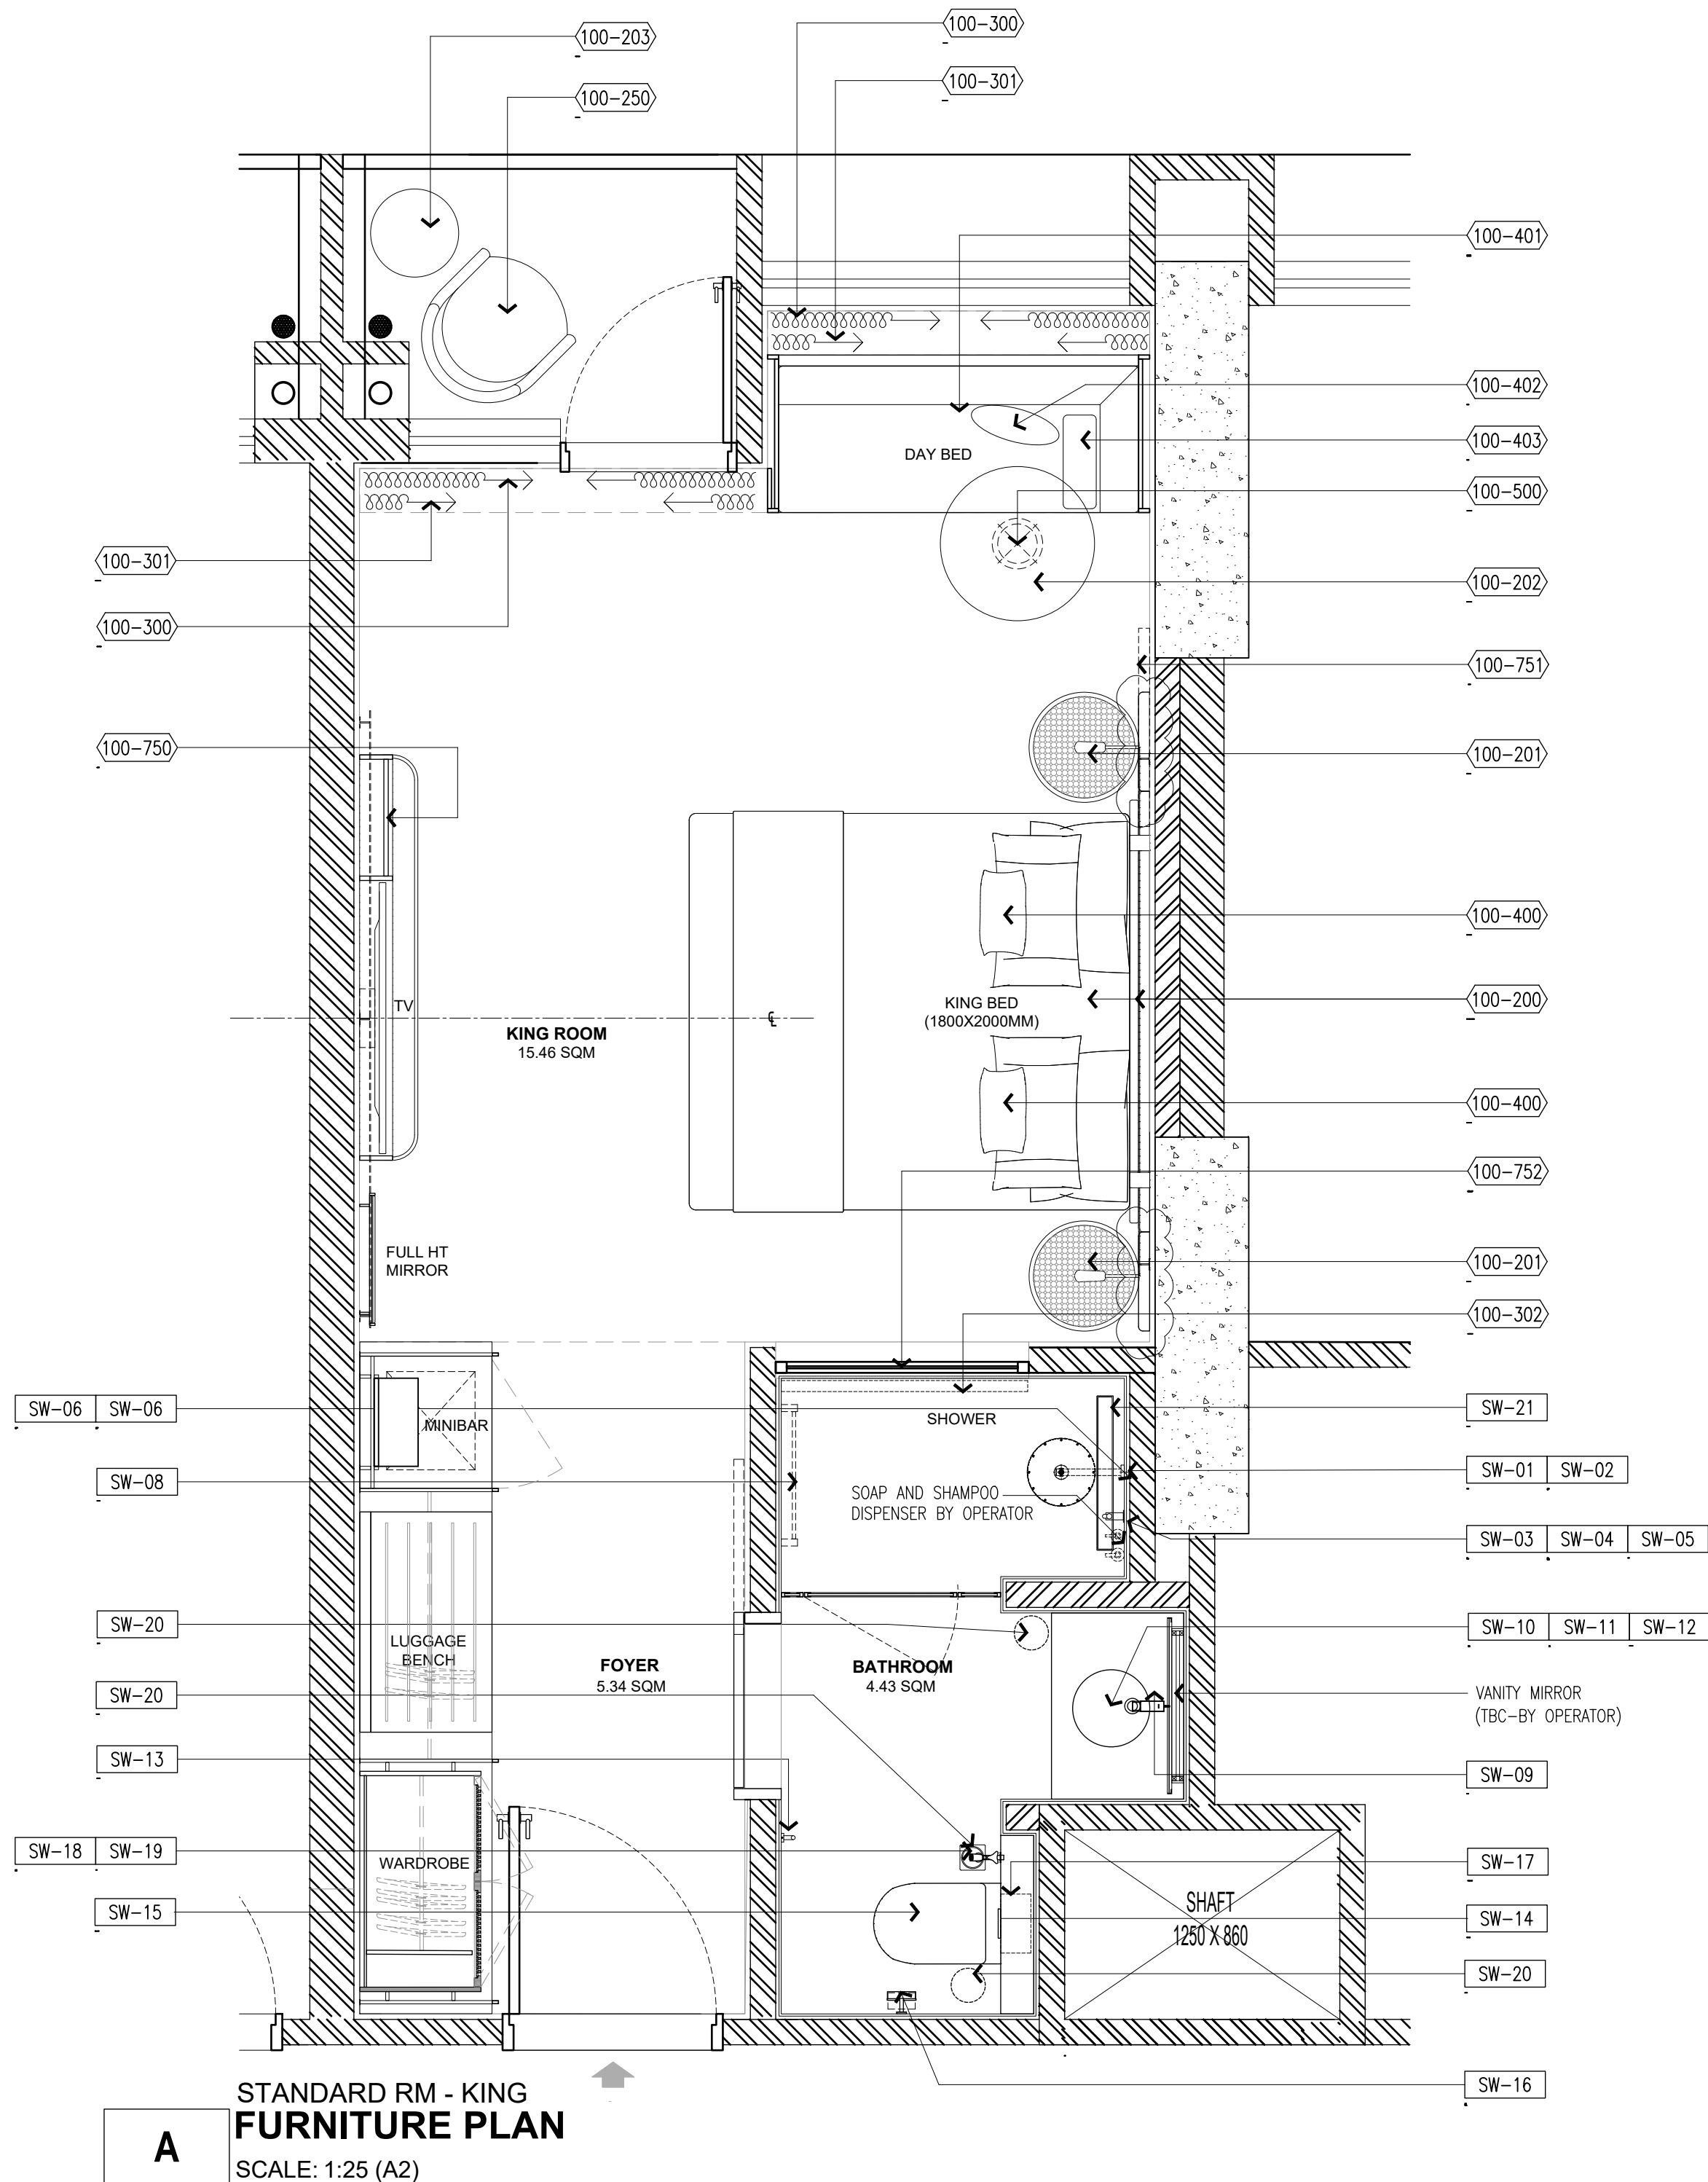 100-203
100-300
100-250
100-301
100-401
100-402
100-403
DAY BED
100-500
100-301
100-202
100-300
100-751
100-750
100-201
100-400
TV
KING BED
(1800X2000MM)
100-200
KING ROOM
15.46 SQM
100-400
100-752
FULL HT
MIRROR
100-201
100-302
SW-06 SW-06
MINIBAR
SHOWER
SW-21
SW-08
SOAP AND SHAMPOO
DISPENSER BY OPERATOR
SW-01 SW-02
SW-03 SW-04 SW-05
SW-20
LUGGAGE
BENCH
FOYER
5.34 SQM
BATHROOM
4.43 SQM
SW-10 SW-11 SW-12
SW-20
VANITY MIRROR
(TBC-BY OPERATOR)
SW-13
SW-09
SW-18 SW-19
WARDROBE
SW-17
SW-15
SHAFT
1250 X 860
SW-14
SW-20
SW-16
STANDARD RM - KING
A
FURNITURE PLAN
SCALE: 1:25 (A2)